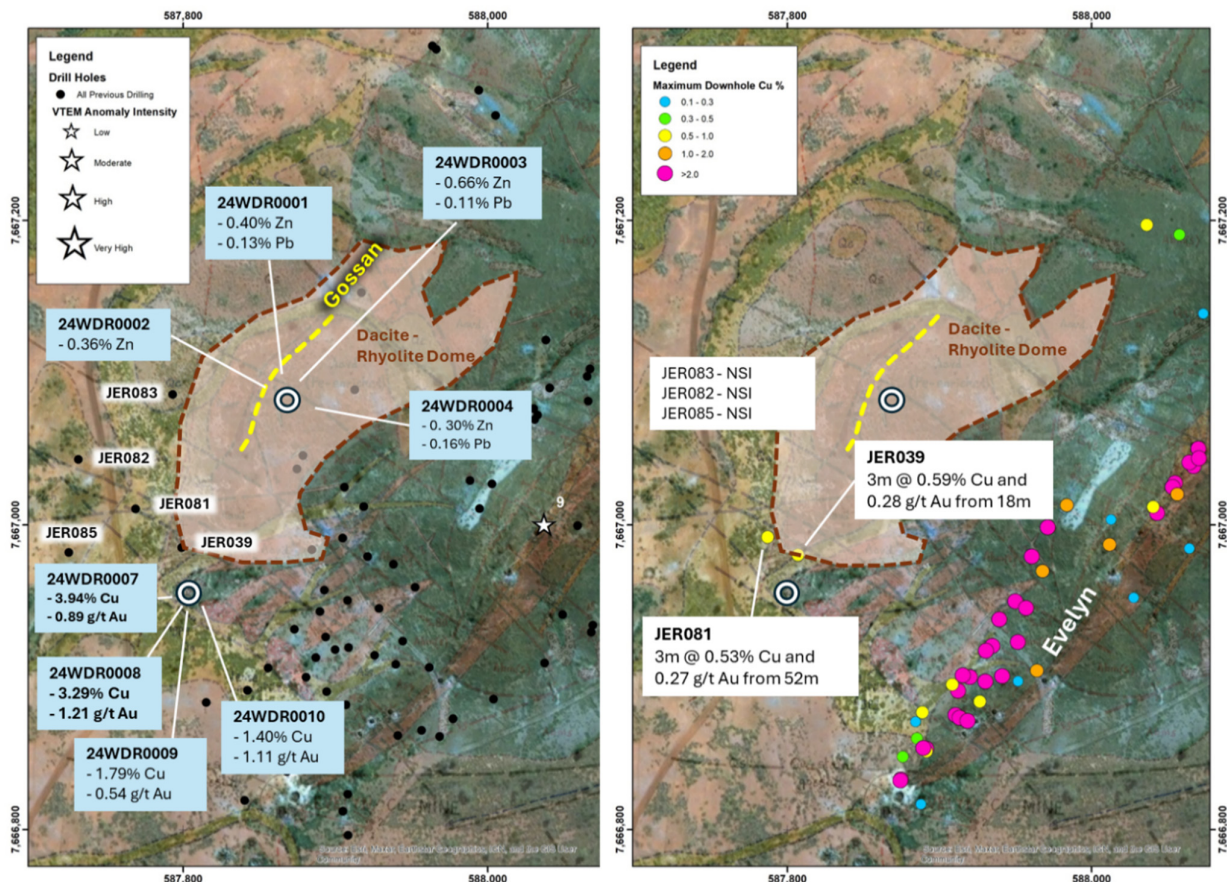 587,800
588,000
Legend
Drill Holes
All Previous Drilling
VTEM Anomaly Intensity
Low
Moderate
High
Very High
24WDR0003
- 0.66% Zn
- 0.11% Pb
24WDR0001
- 0.40% Zn
- 0.13% Pb
7,667,200
Gossan
24WDR0002
- 0.36% Zn
Dacite -
Rhyolite Dome
JER083
24WDR0004
- 0. 30% Zn
- 0.16% Pb
JER082
9
JER081
7,667,000
JER085
JER039
24WDR0007
- 3.94% Cu
- 0.89 g/t Au
24WDR0008
- 3.29% Cu
- 1.21 g/t Au
24WDR0010
- 1.40% Cu
- 1.11 g/t Au
24WDR0009
- 1.79% Cu
- 0.54 g/t Au
7,666,800
587,800
588,000
587,800
588,000
Legend
Maximum Downhole Cu %
0.1 - 0.3
0.3 - 0.5
0.5 - 1.0
1.0 - 2.0
>2.0
7,667,200
Dacite -
Rhyolite Dome
JER083 - NSI
JER082 - NSI
JER085 - NSI
JER039
3m @ 0.59% Cu and
0.28 g/t Au from 18m
7,667,000
Evelyn
JER081
3m @ 0.53% Cu and
0.27 g/t Au from 52m
7,666,800
587,800
588,000